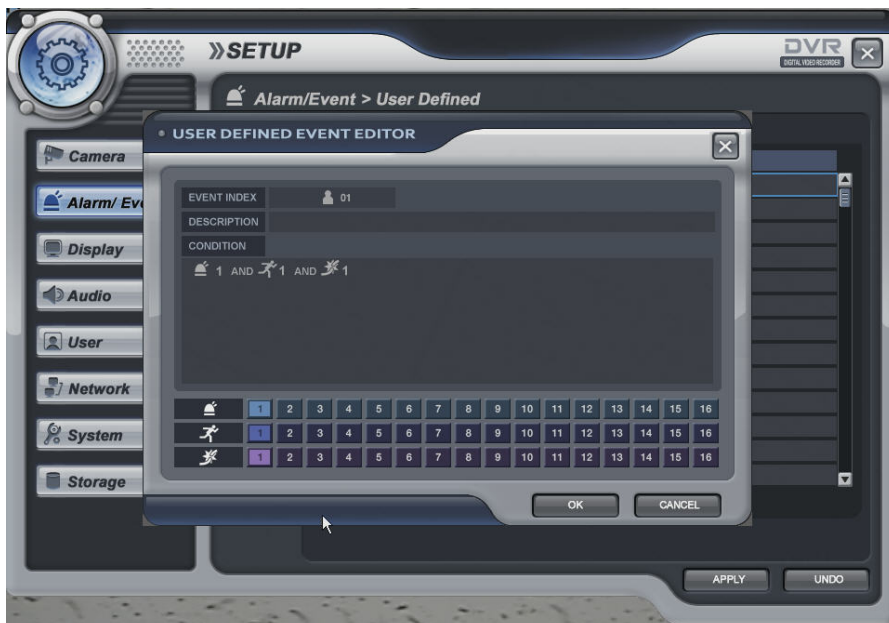 »SETUP
DVR
DIGITAL VIDEO RECORDER
Alarm/Event > User Defined
USER DEFINED EVENT EDITOR
Camera
Alarm/ Eve
Display
Audio
User
Network
System
Storage
EVENT INDEX 01
DESCRIPTION
CONDITION
1 AND 1 AND 1
1 2 3 4 5 6 7 8 9 10 11 12 13 14 15 16
1 2 3 4 5 6 7 8 9 10 11 12 13 14 15 16
1 2 3 4 5 6 7 8 9 10 11 12 13 14 15 16
OK CANCEL
APPLY UNDO